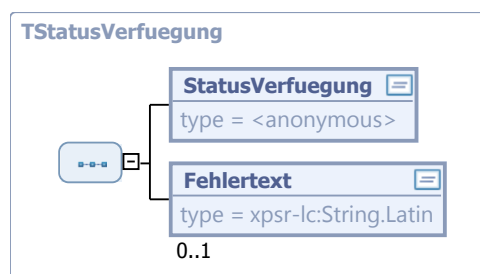 TStatusVerfuegung
StatusVerfuegung
type = <anonymous>
Fehlertext
type = xpsr-lc:String.Latin
0..1